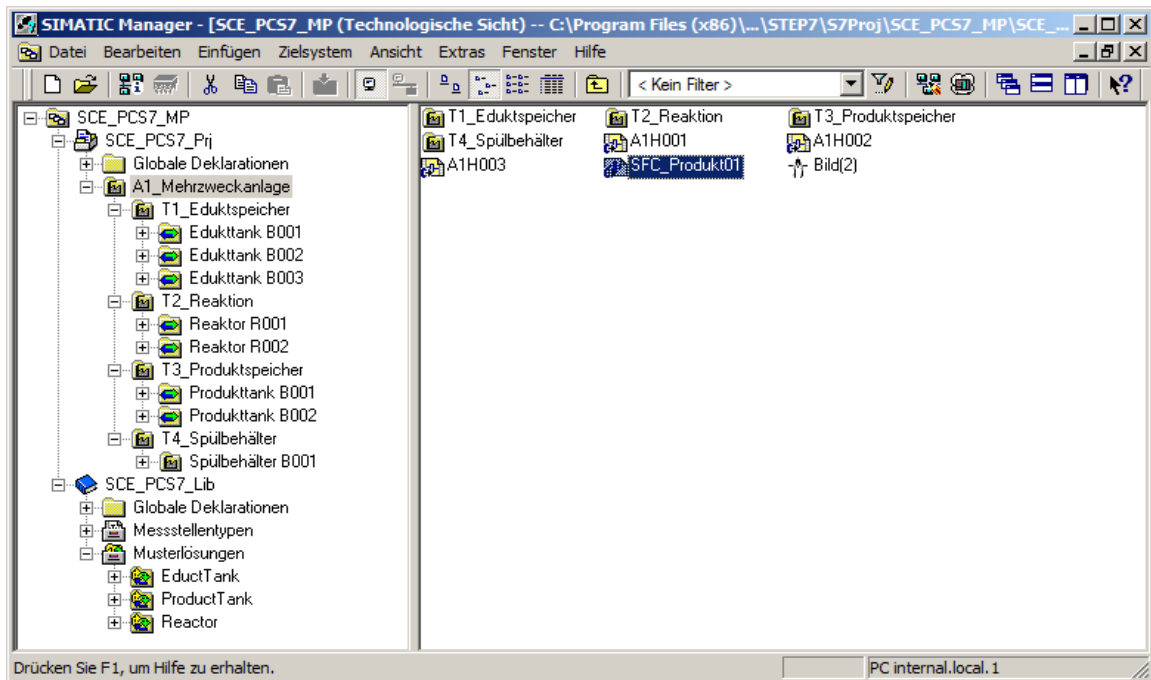 SIMATIC Manager - [SCE_PCS7_MP (Technologische Sicht) -- C:\Program Files (x86)\...\STEP7\S7Proj\SCE_PCS7_MP\SCE_...
Datei Bearbeiten Einfügen Zielsystem Ansicht Extras Fenster Hilfe
< Kein Filter >
SCE_PCS7_MP
SCE_PCS7_Prj
Globale Deklarationen
A1_Mehrzweckanlage
T1_Eduktspeicher
Edukttank B001
Edukttank B002
Edukttank B003
T2_Reaktion
Reaktor R001
Reaktor R002
T3_Produktspeicher
Produkttank B001
Produkttank B002
T4_Spülbehälter
Spülbehälter B001
SCE_PCS7_Lib
Globale Deklarationen
Messstellentypen
Musterlösungen
EductTank
ProductTank
Reactor
T1_Eduktspeicher T2_Reaktion T3_Produktspeicher
T4_Spülbehälter A1H001 A1H002
A1H003 SFC_Produkt01 Bild(2)
Drücken Sie F1, um Hilfe zu erhalten. PC internal.local.1